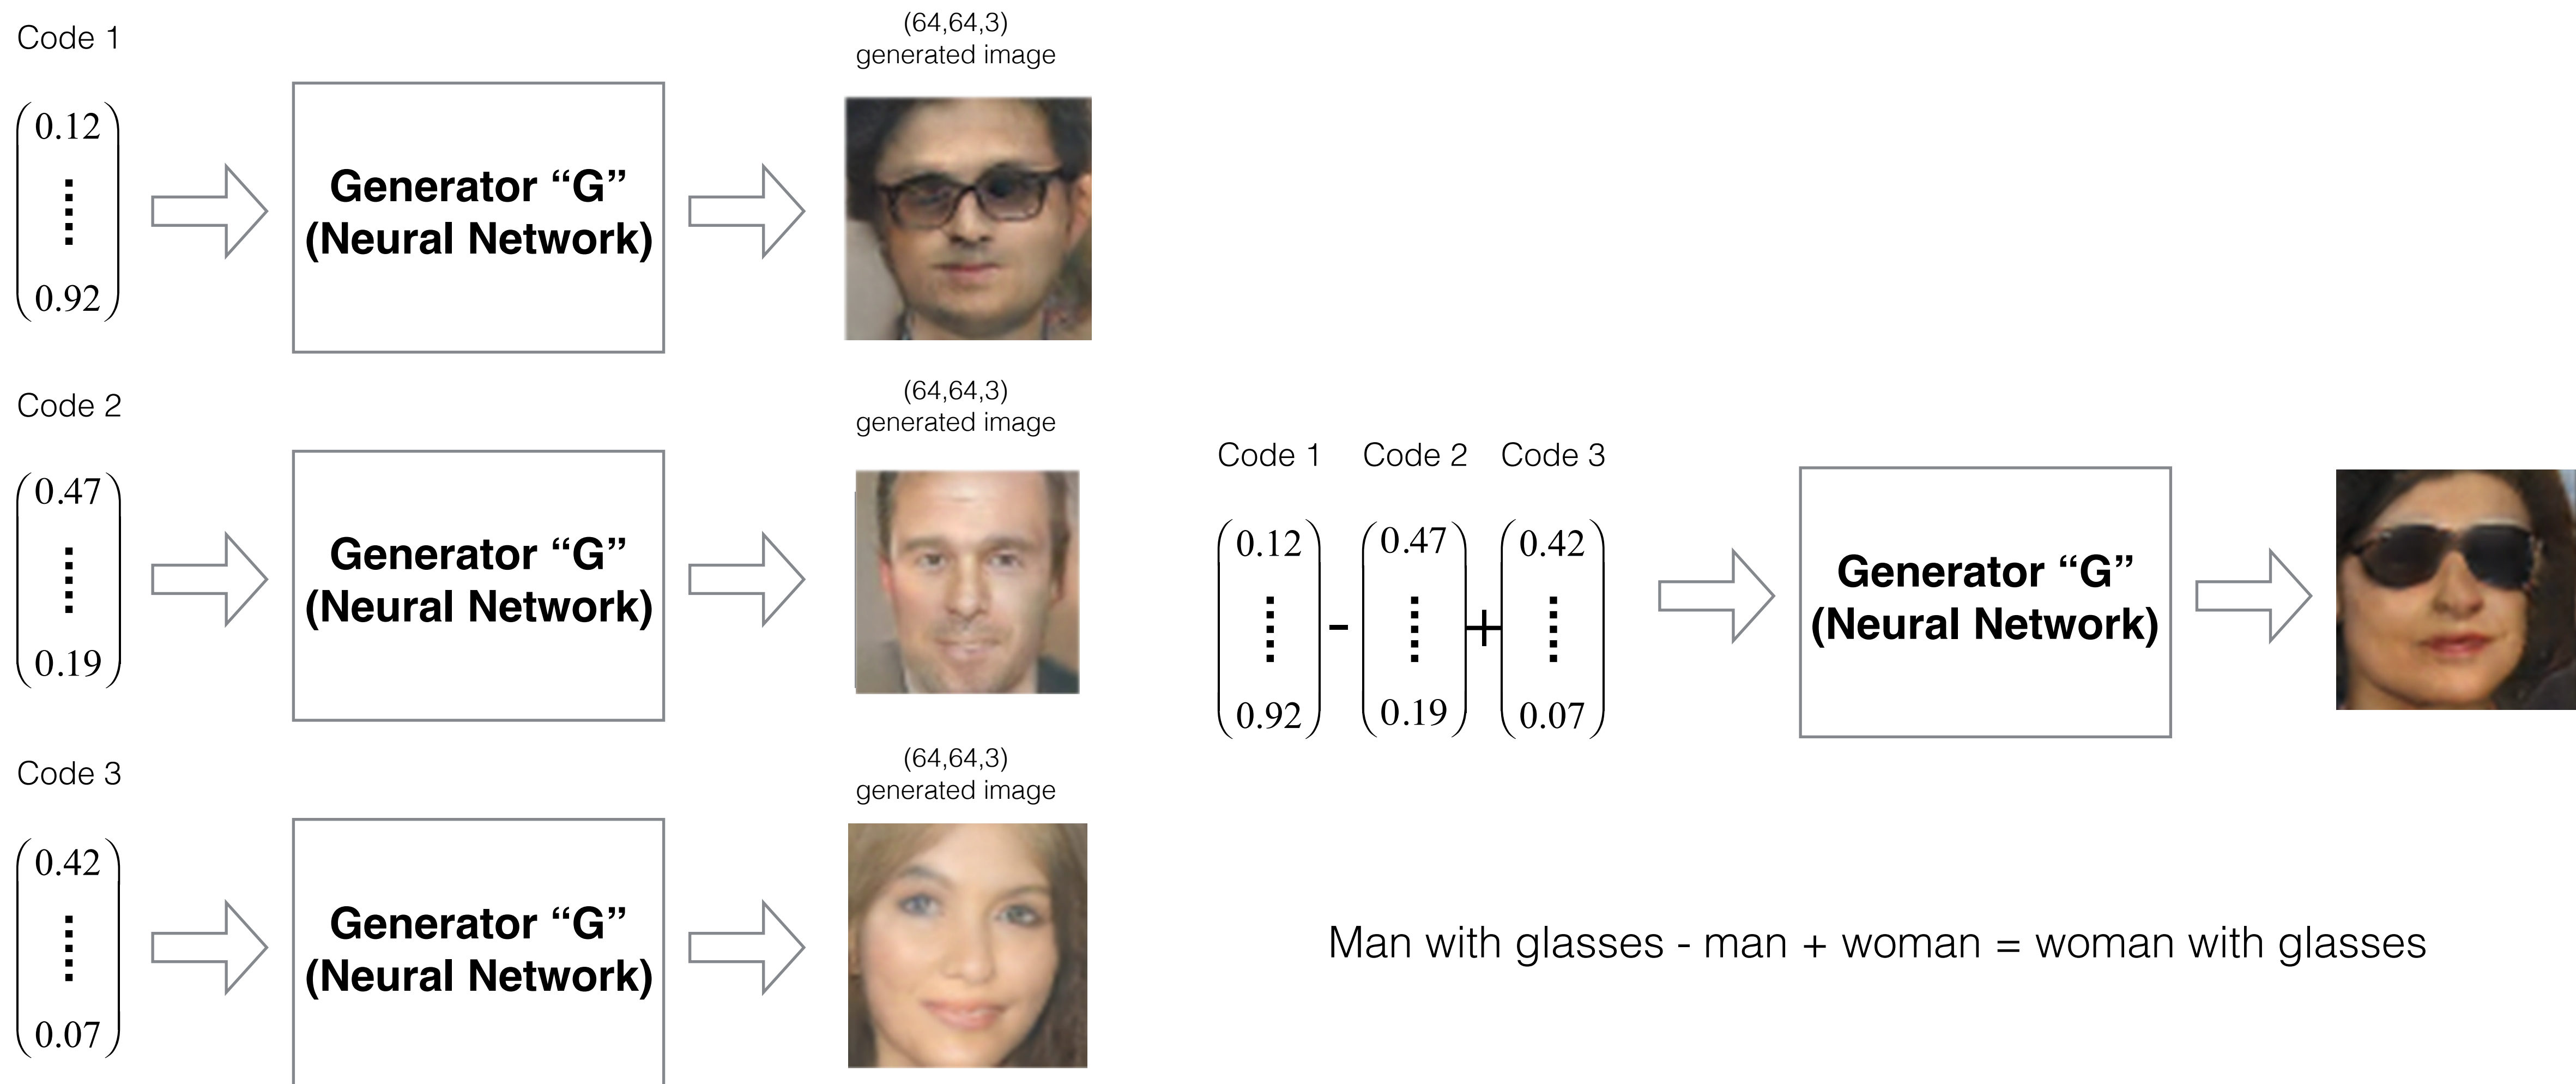 Code 1
(64,64,3)
generated image
0.12
0.92
Generator “G”
(Neural Network)
Code 2
(64,64,3)
generated image
0.47
0.19
Generator “G”
(Neural Network)
Code 3
(64,64,3)
generated image
0.42
0.07
Generator “G”
(Neural Network)
Code 1 Code 2 Code 3
0.12 0.47 0.42
- +
0.92 0.19 0.07
Generator “G”
(Neural Network)
Man with glasses - man + woman = woman with glasses